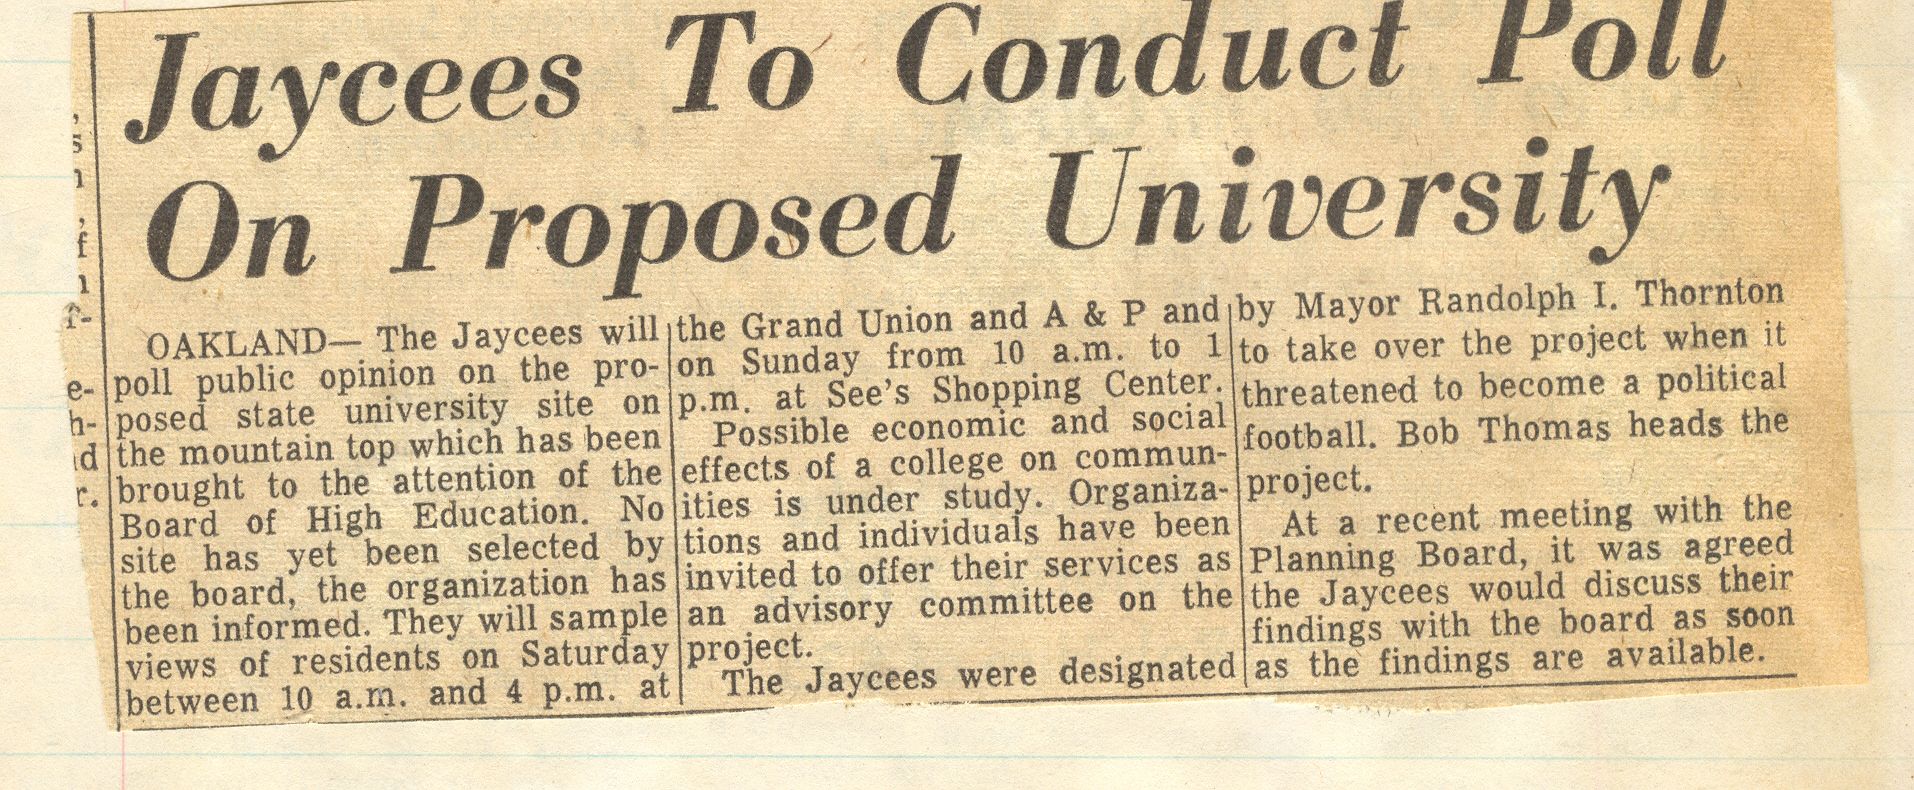 Jaycees To Conduct Poll
On Proposed University
OAKLAND— The Jaycees will
poll public opinion on the pro-
posed state university site on
the mountain top which has been
brought to the attention of the
Board of High Education. No
site has yet been selected by
the board, the organization has
been informed. They will sample
views of residents on Saturday
between 10 a.m. and 4 p.m. at
the Grand Union and A & P and
on Sunday from 10 a.m. to 1
p.m. at See's Shopping Center.
Possible economic and social
effects of a college on commun-
ities is under study. Organiza-
tions and individuals have been
invited to offer their services as
an advisory committee on the
project.
The Jaycees were designated
by Mayor Randolph I. Thornton
to take over the project when it
threatened to become a political
football. Bob Thomas heads the
project.
At a recent meeting with the
Planning Board, it was agreed
the Jaycees would discuss their
findings with the board as soon
as the findings are available.